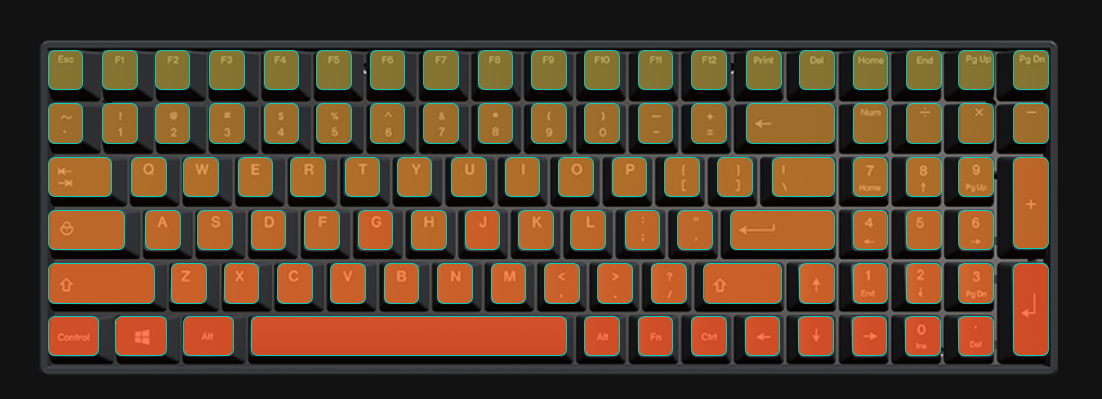 Esc F1 F2 F3 F4 F5 F6 F7 F8 F9 F10 F11 F12 Print Del Home End Pg Up Pg Dn
~ ! @ # $ % ^ & * ( ) — + ← Num ÷ × −
` 1 2 3 4 5 6 7 8 9 0 - =
Q W E R T Y U I O P { } | 7 8 9 +
[ ] \ Home ↑ Pg Up
A S D F G H J K L : " 4 5 6
; ' ← →
Z X C V B N M < > ? ↑ 1 2 3
, . / End ↓ Pg Dn
Control Alt Alt Fn Ctrl ← ↓ → 0 .
Ins Del